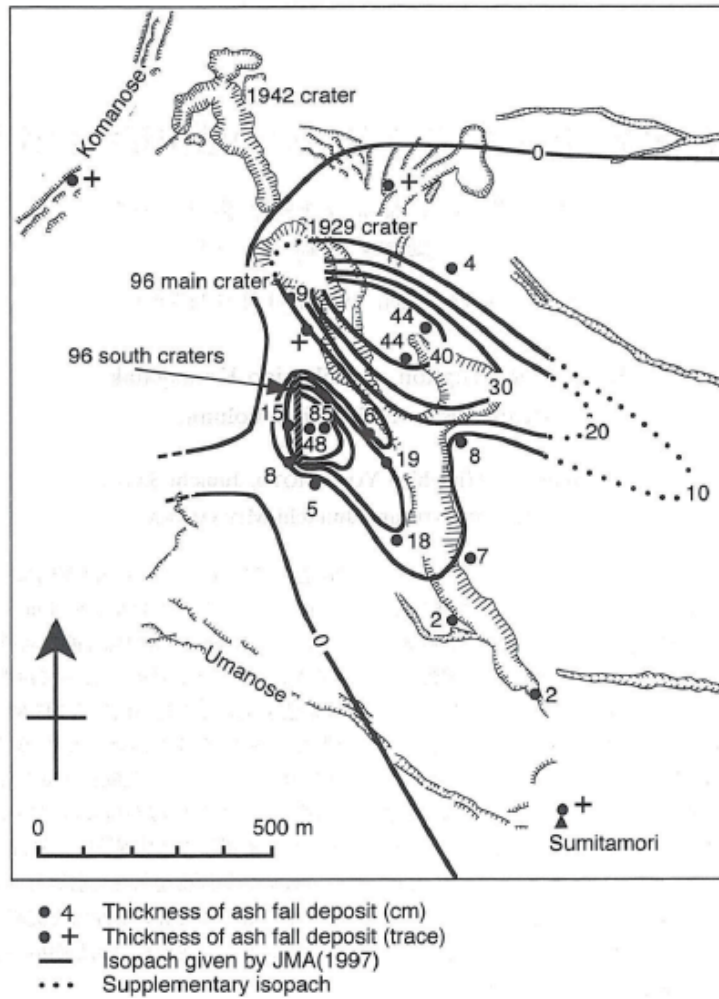 Komanose
1942 crater
+
0
+
1929 crater
4
96 main crater
9
44
+
44
40
96 south craters
30
15
85
6
20
48
8
8
19
10
5
18
7
0
2
Umanose
2
+
0
500 m
Sumitamori
4 Thickness of ash fall deposit (cm)
+ Thickness of ash fall deposit (trace)
Isopach given by JMA(1997)
Supplementary isopach